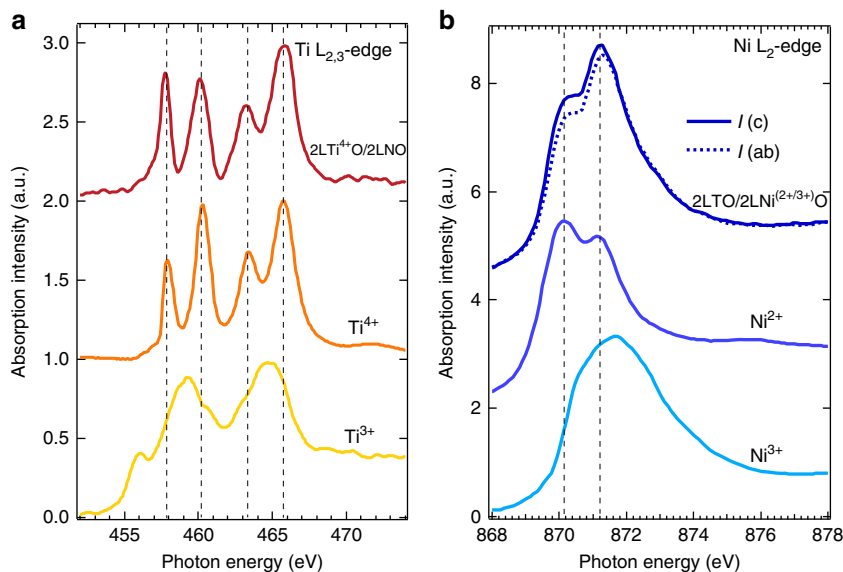 a
Ti L2,3-edge
3.0
2.5
2.0
1.5
1.0
0.5
0.0
Absorption intensity (a.u.)
2LTi⁴⁺O/2LNO
Ti⁴⁺
Ti³⁺
455
460
465
470
Photon energy (eV)
b
Ni L₂-edge
8
6
4
2
0
Absorption intensity (a.u.)
I (c)
I (ab)
2LTO/2LNi⁽²⁺/³⁺⁾O
Ni²⁺
Ni³⁺
868
870
872
874
876
878
Photon energy (eV)